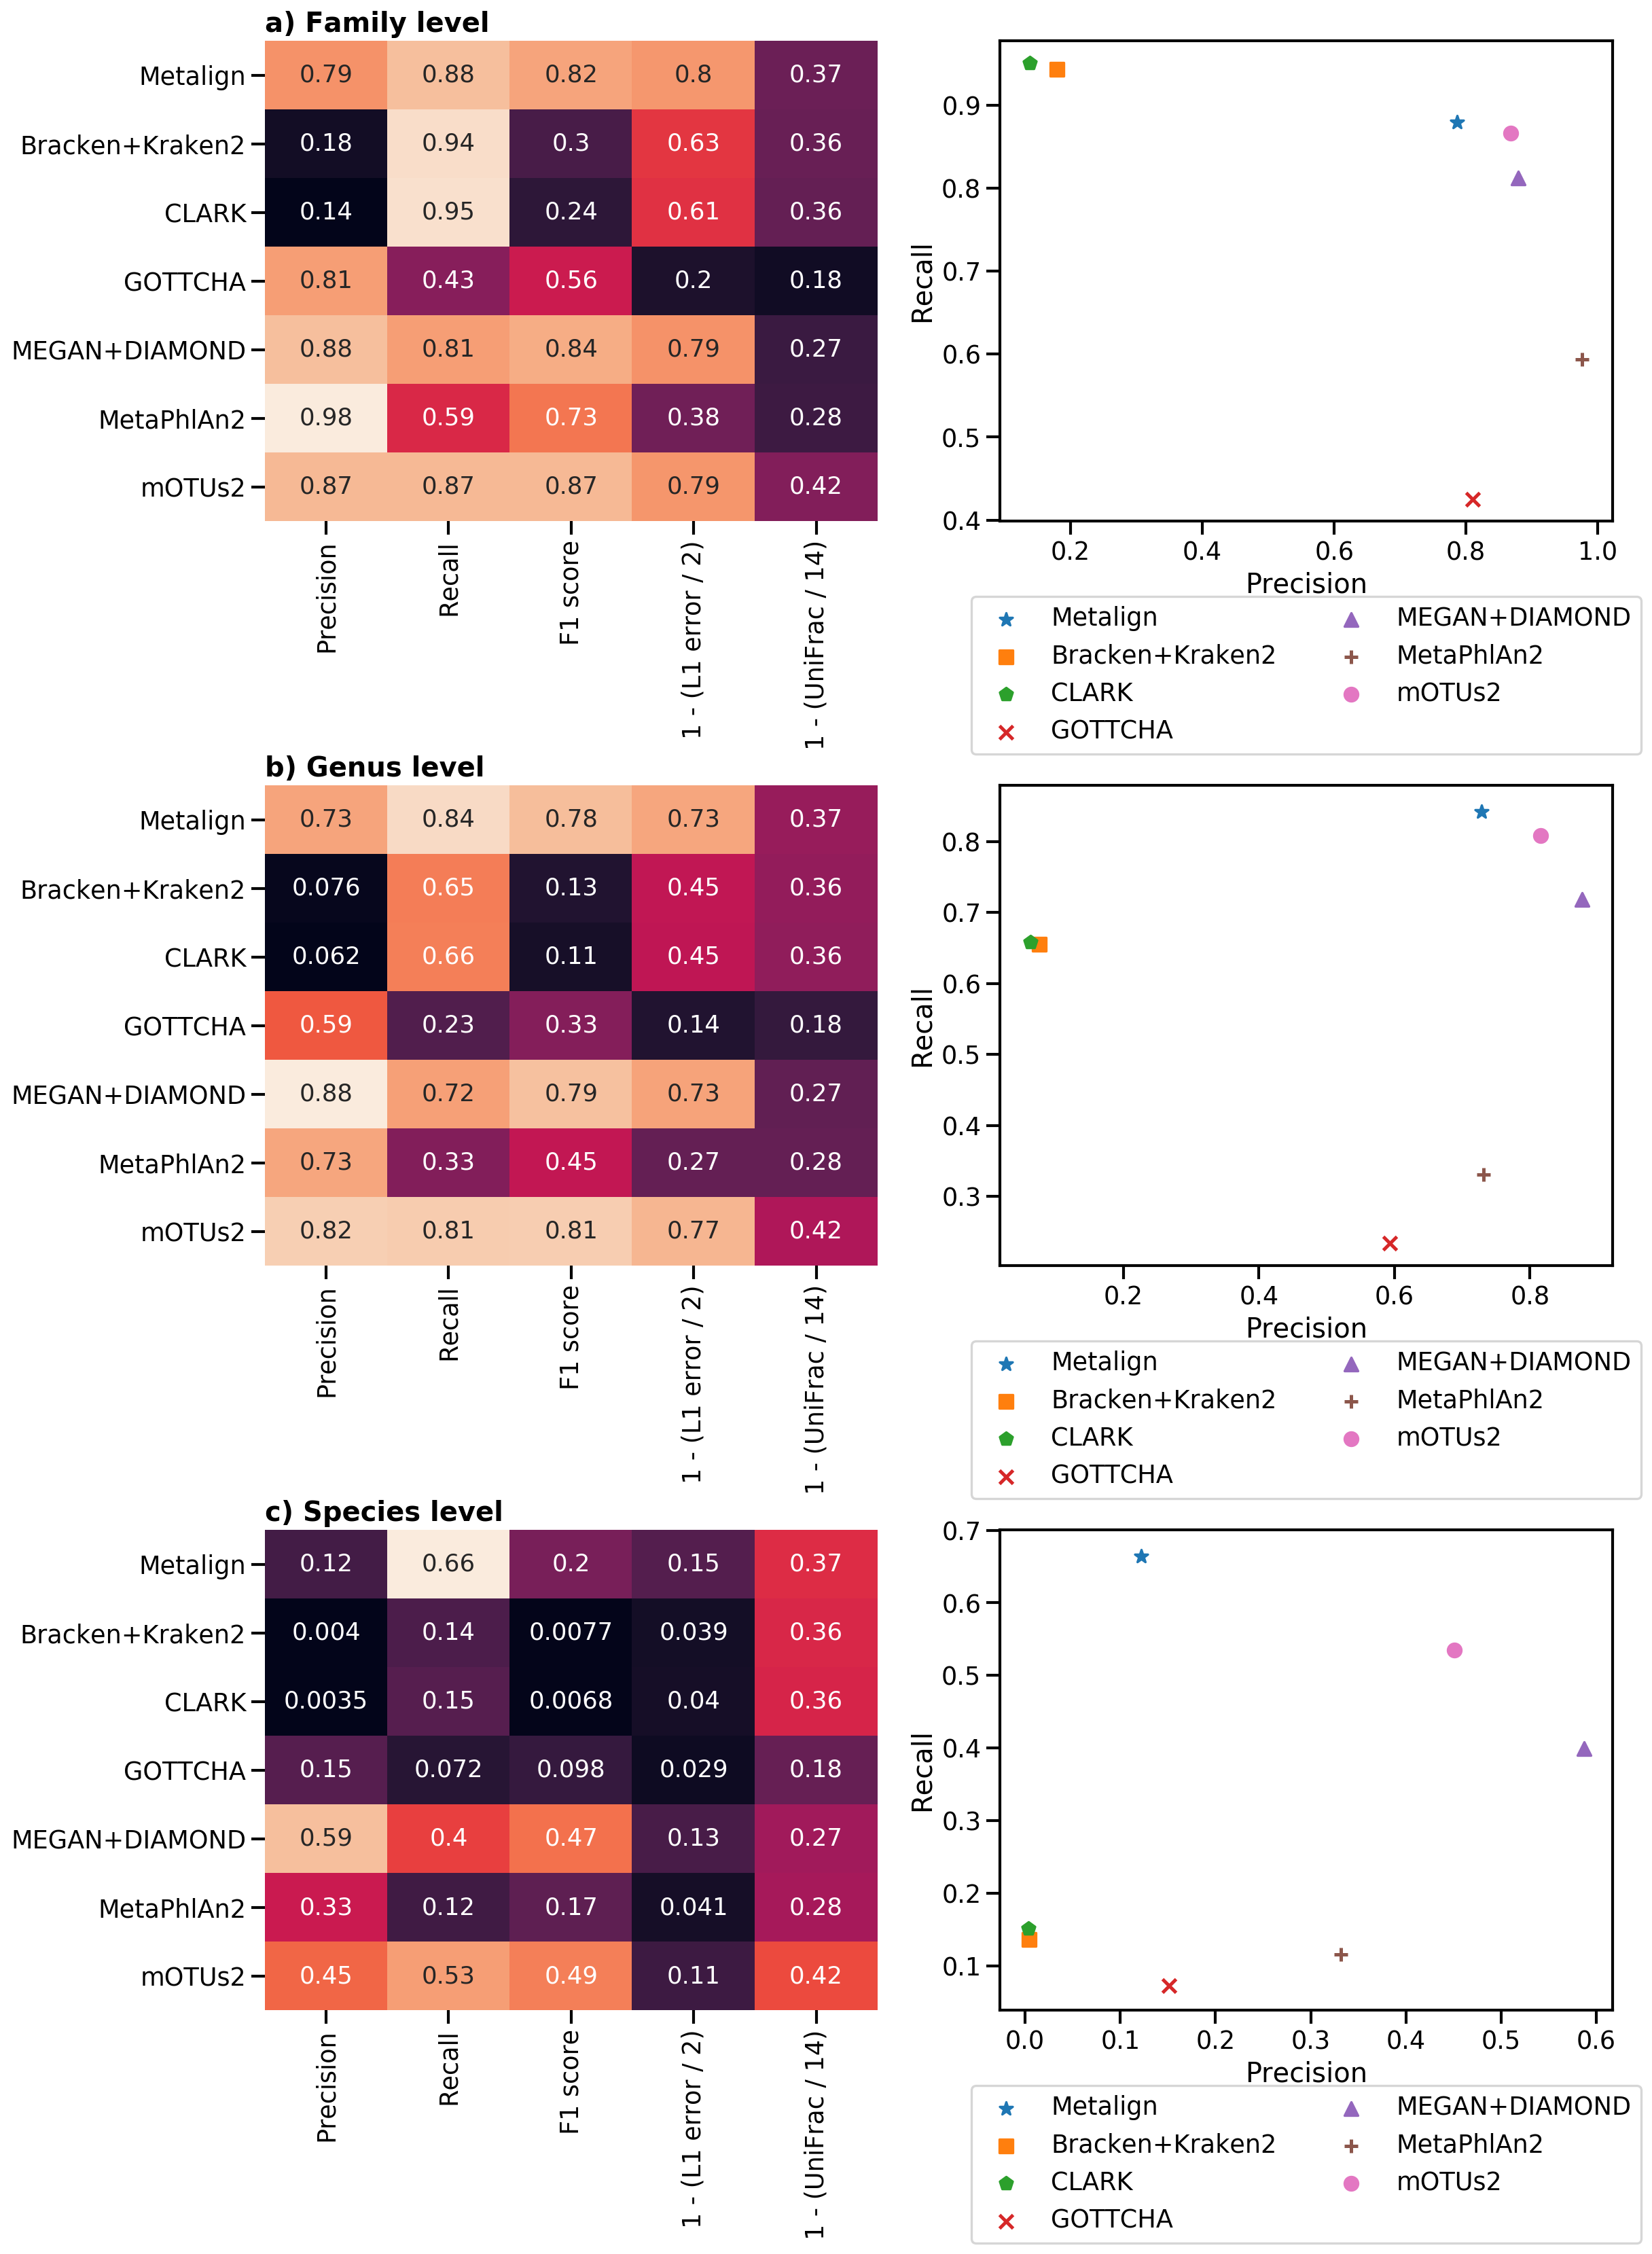 a) Family level
Metalign 0.79 0.88 0.82 0.8 0.37
Bracken+Kraken2 0.18 0.94 0.3 0.63 0.36
CLARK 0.14 0.95 0.24 0.61 0.36
GOTTCHA 0.81 0.43 0.56 0.2 0.18
MEGAN+DIAMOND 0.88 0.81 0.84 0.79 0.27
MetaPhlAn2 0.98 0.59 0.73 0.38 0.28
mOTUs2 0.87 0.87 0.87 0.79 0.42
Precision
Recall
F1 score
1 - (L1 error / 2)
1 - (UniFrac / 14)
Recall
0.9
0.8
0.7
0.6
0.5
0.4
0.2 0.4 0.6 0.8 1.0
Precision
Metalign
Bracken+Kraken2
CLARK
GOTTCHA
MEGAN+DIAMOND
MetaPhlAn2
mOTUs2
b) Genus level
Metalign 0.73 0.84 0.78 0.73 0.37
Bracken+Kraken2 0.076 0.65 0.13 0.45 0.36
CLARK 0.062 0.66 0.11 0.45 0.36
GOTTCHA 0.59 0.23 0.33 0.14 0.18
MEGAN+DIAMOND 0.88 0.72 0.79 0.73 0.27
MetaPhlAn2 0.73 0.33 0.45 0.27 0.28
mOTUs2 0.82 0.81 0.81 0.77 0.42
Precision
Recall
F1 score
1 - (L1 error / 2)
1 - (UniFrac / 14)
Recall
0.8
0.7
0.6
0.5
0.4
0.3
0.2 0.4 0.6 0.8
Precision
Metalign
Bracken+Kraken2
CLARK
GOTTCHA
MEGAN+DIAMOND
MetaPhlAn2
mOTUs2
c) Species level
Metalign 0.12 0.66 0.2 0.15 0.37
Bracken+Kraken2 0.004 0.14 0.0077 0.039 0.36
CLARK 0.0035 0.15 0.0068 0.04 0.36
GOTTCHA 0.15 0.072 0.098 0.029 0.18
MEGAN+DIAMOND 0.59 0.4 0.47 0.13 0.27
MetaPhlAn2 0.33 0.12 0.17 0.041 0.28
mOTUs2 0.45 0.53 0.49 0.11 0.42
Precision
Recall
F1 score
1 - (L1 error / 2)
1 - (UniFrac / 14)
Recall
0.7
0.6
0.5
0.4
0.3
0.2
0.1
0.0 0.1 0.2 0.3 0.4 0.5 0.6
Precision
Metalign
Bracken+Kraken2
CLARK
GOTTCHA
MEGAN+DIAMOND
MetaPhlAn2
mOTUs2